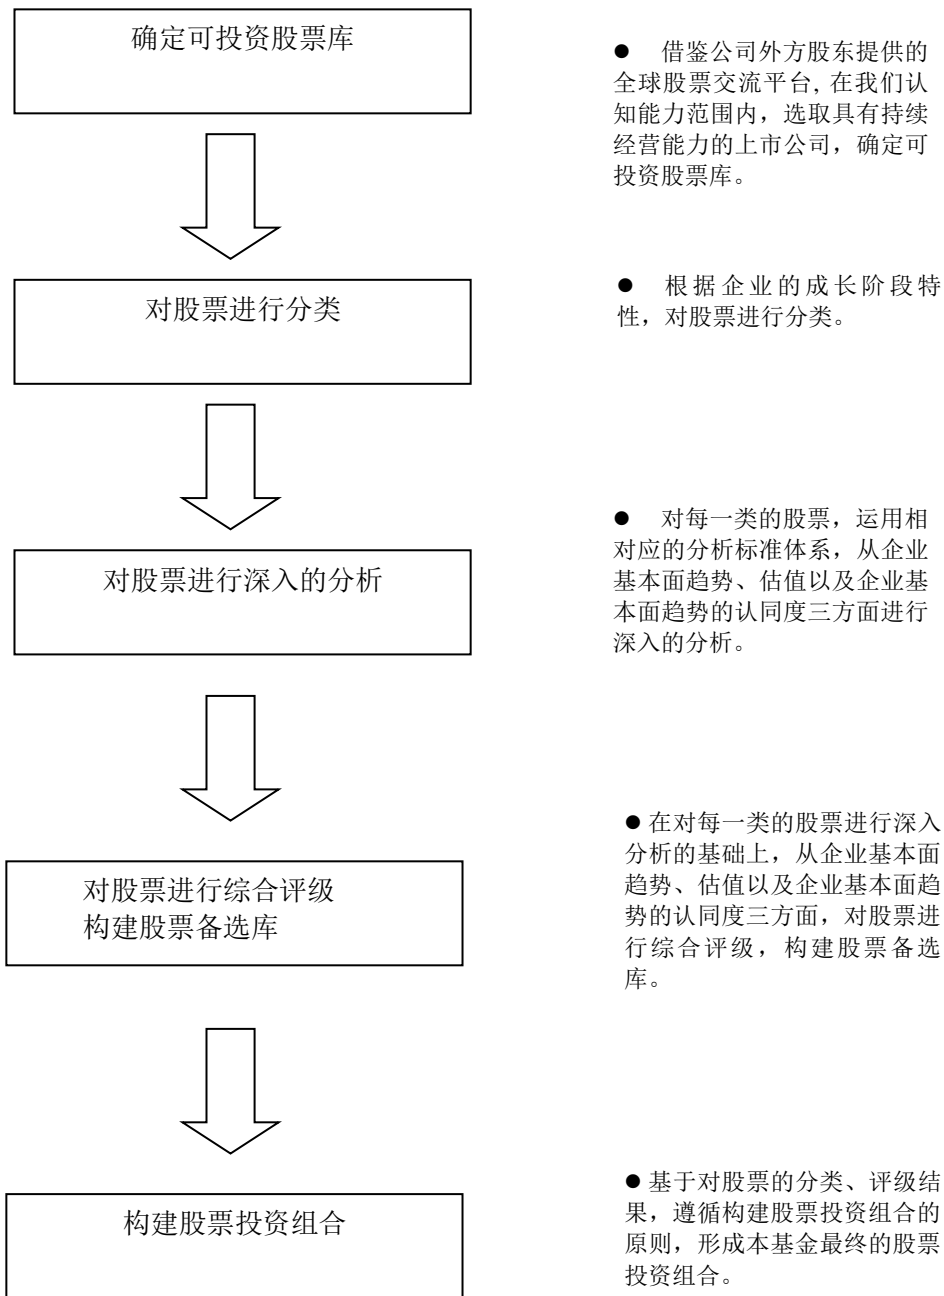 确定可投资股票库
● 借鉴公司外方股东提供的
全球股票交流平台, 在我们认
知能力范围内，选取具有持续
经营能力的上市公司，确定可
投资股票库。
对股票进行分类
● 根据企业的成长阶段特
性，对股票进行分类。
对股票进行深入的分析
● 对每一类的股票，运用相
对应的分析标准体系，从企业
基本面趋势、估值以及企业基
本面趋势的认同度三方面进行
深入的分析。
对股票进行综合评级
构建股票备选库
● 在对每一类的股票进行深入
分析的基础上，从企业基本面
趋势、估值以及企业基本面趋
势的认同度三方面，对股票进
行综合评级，构建股票备选
库。
构建股票投资组合
● 基于对股票的分类、评级结
果，遵循构建股票投资组合的
原则，形成本基金最终的股票
投资组合。